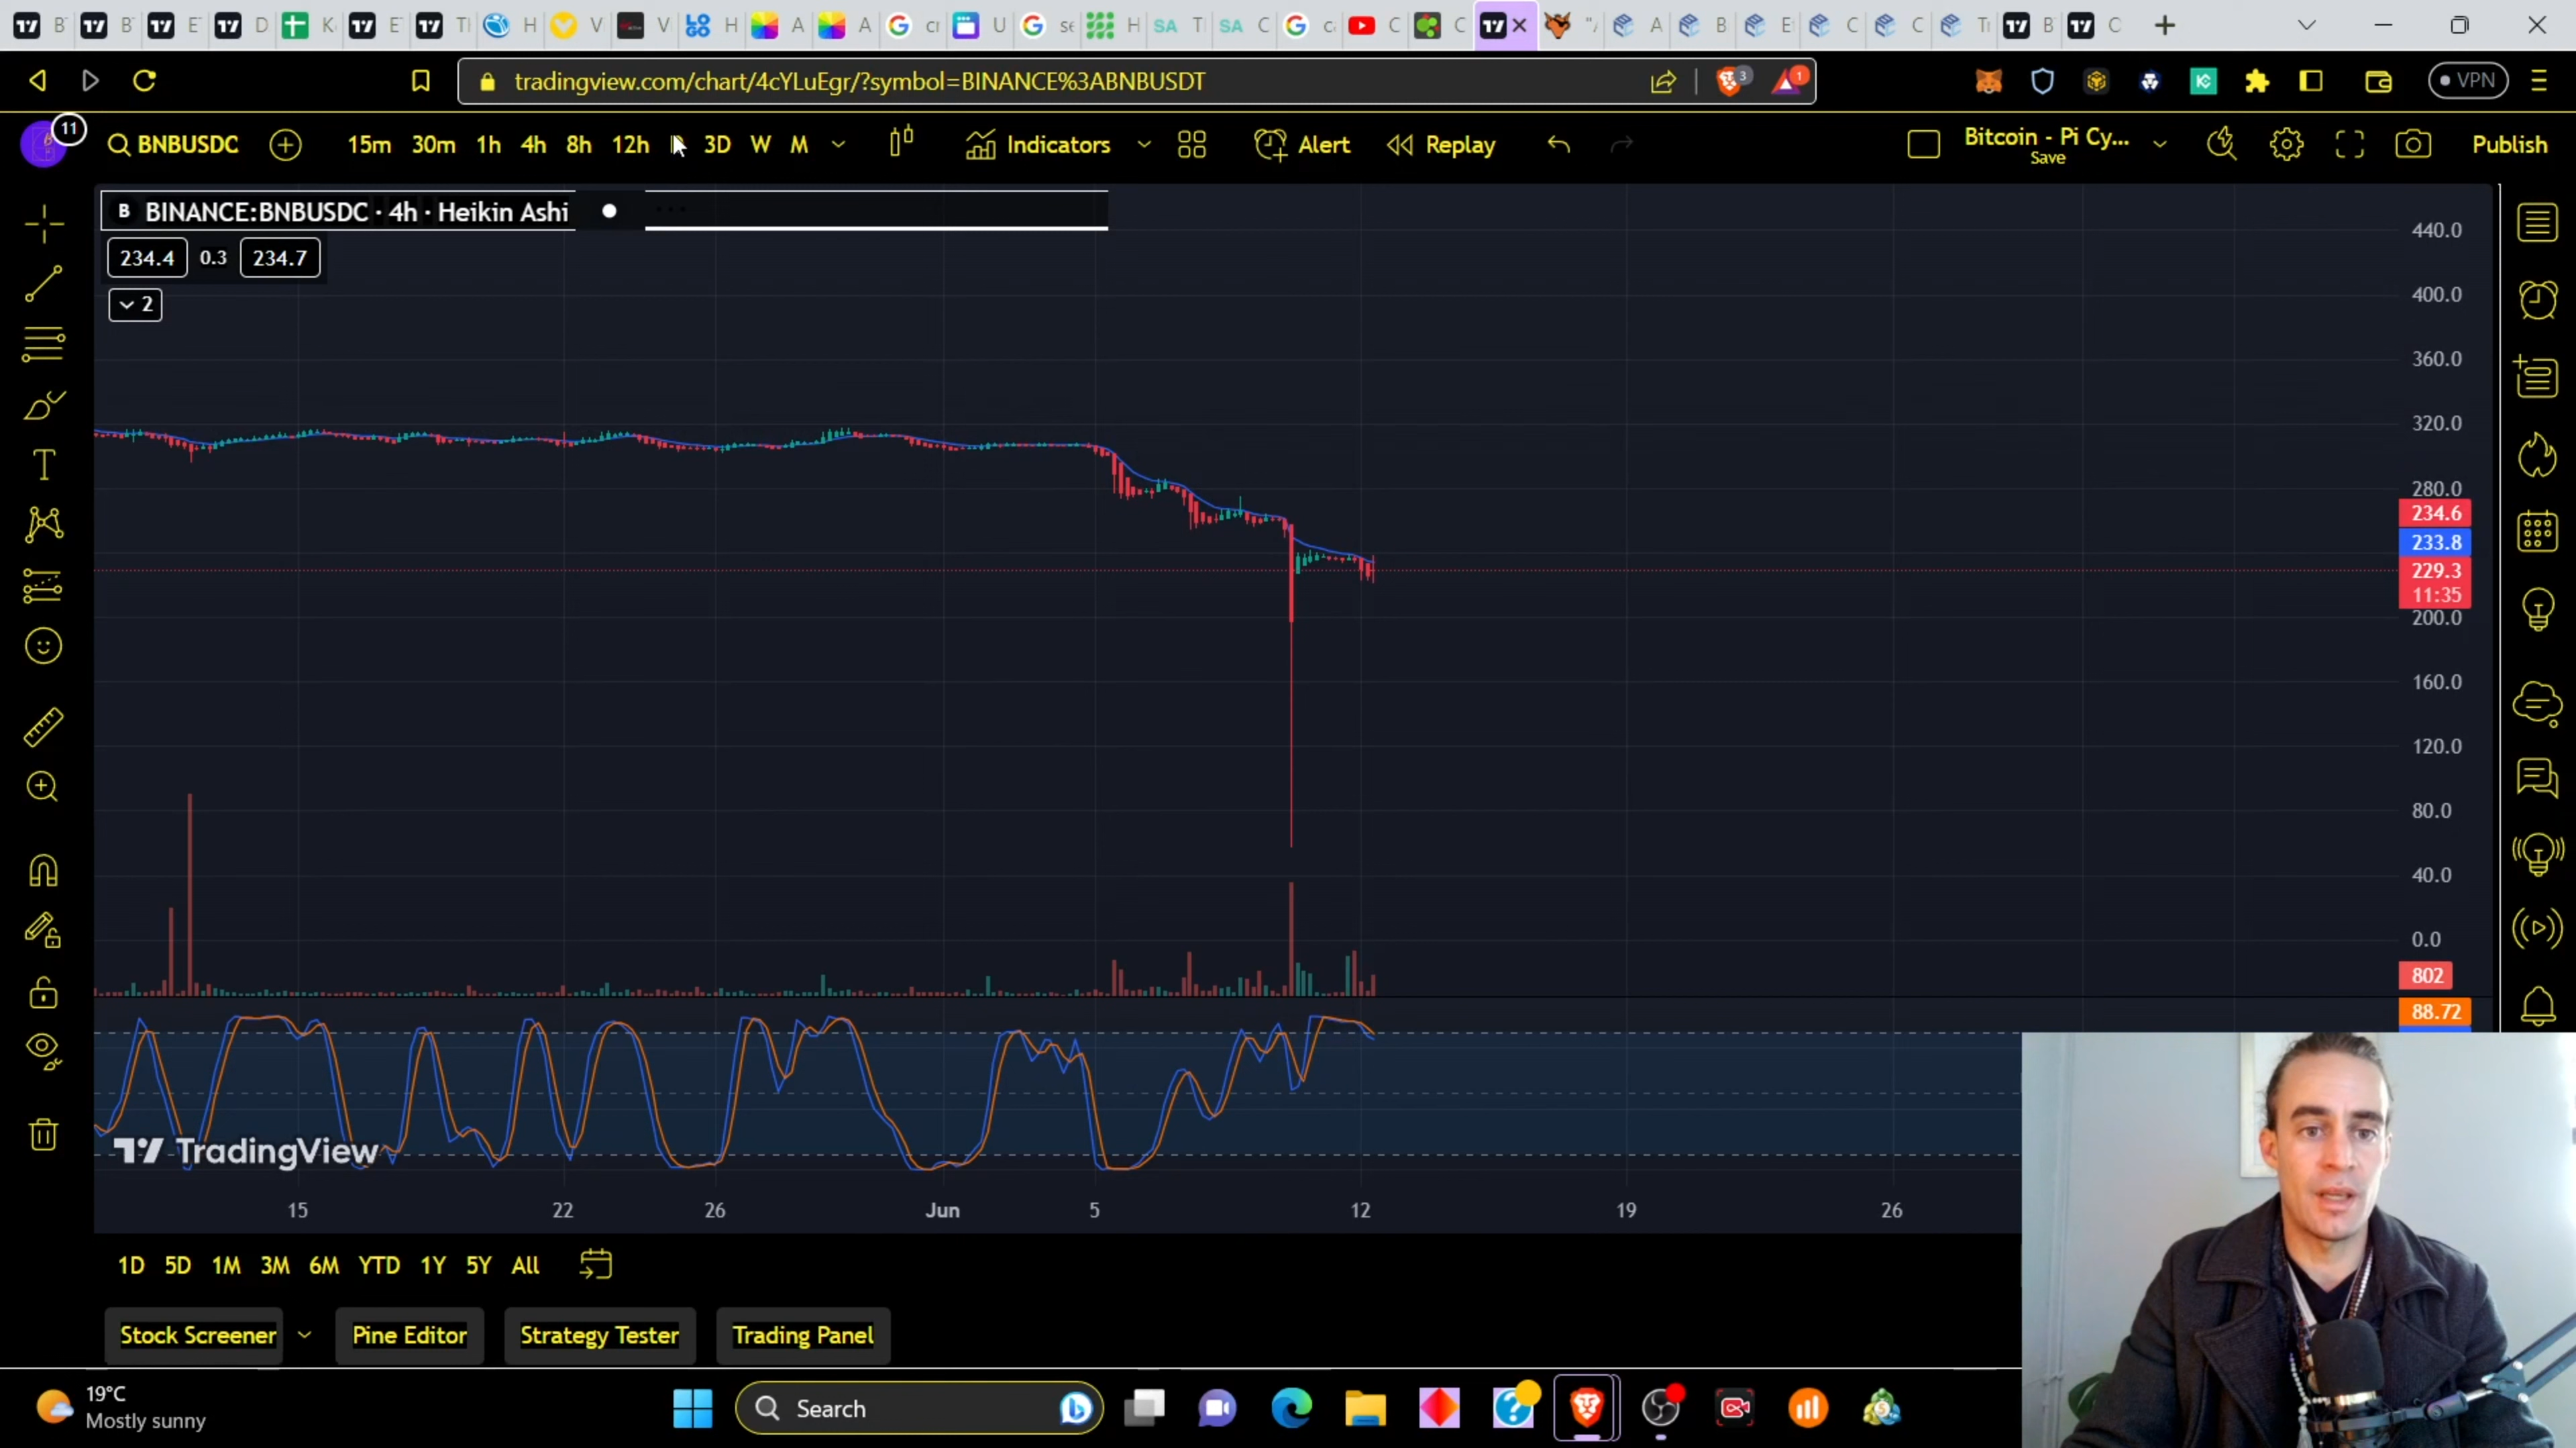 B B E D K E T H V V H A A G c U se H T C c C C "/ A B E C C T B C
tradingview.com/chart/4cYLuEgr/?symbol=BINANCE%3ABNBUSDT
3
1
VPN
11
BNBUSDC
15m 30m 1h 4h 8h 12h 3D W M
Indicators
Alert
Replay
Bitcoin - Pi Cy...
Save
Publish
B BINANCE:BNBUSDC · 4h · Heikin Ashi
234.4 0.3 234.7
2
440.0
400.0
360.0
320.0
280.0
234.6
233.8
229.3
11:35
200.0
160.0
120.0
80.0
40.0
0.0
802
88.72
TradingView
15 22 26 Jun 5 12 19 26
1D 5D 1M 3M 6M YTD 1Y 5Y All
Stock Screener
Pine Editor
Strategy Tester
Trading Panel
19°C
Mostly sunny
Search